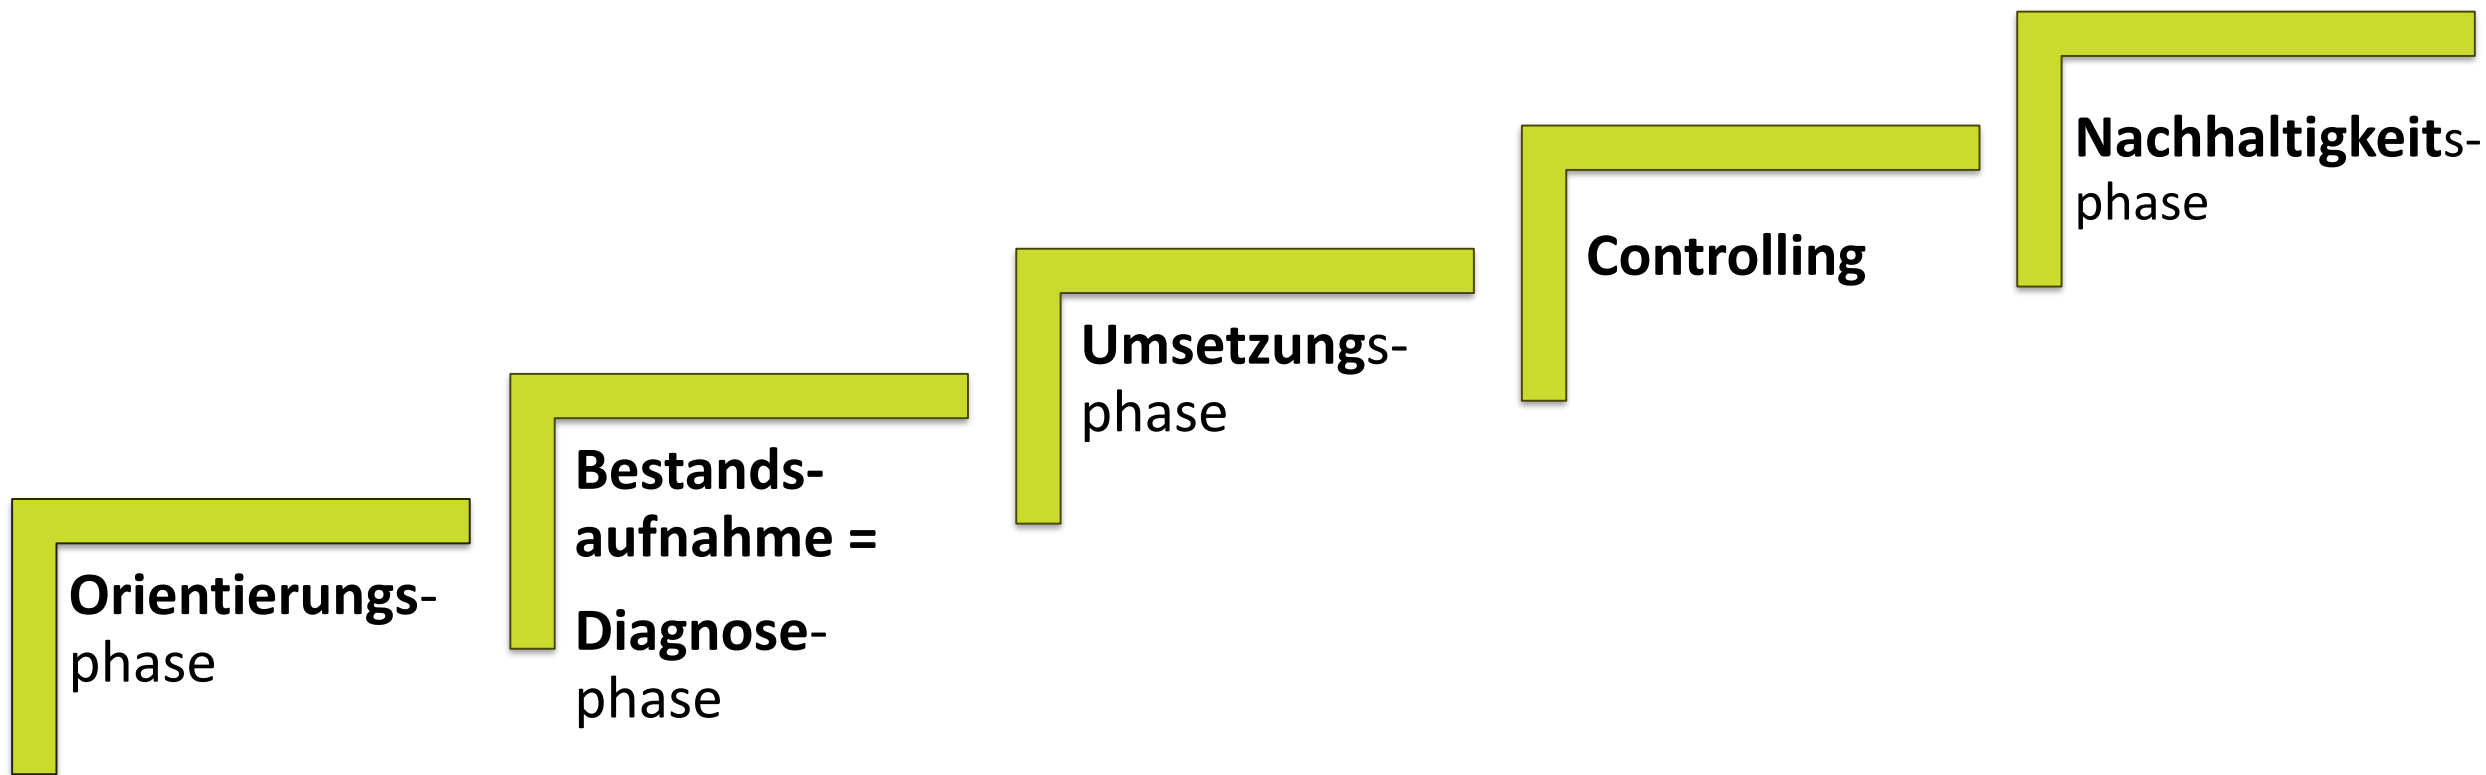 Orientierungs-
phase
Bestands-
aufnahme =
Diagnose-
phase
Umsetzungs-
phase
Controlling
Nachhaltigkeits-
phase